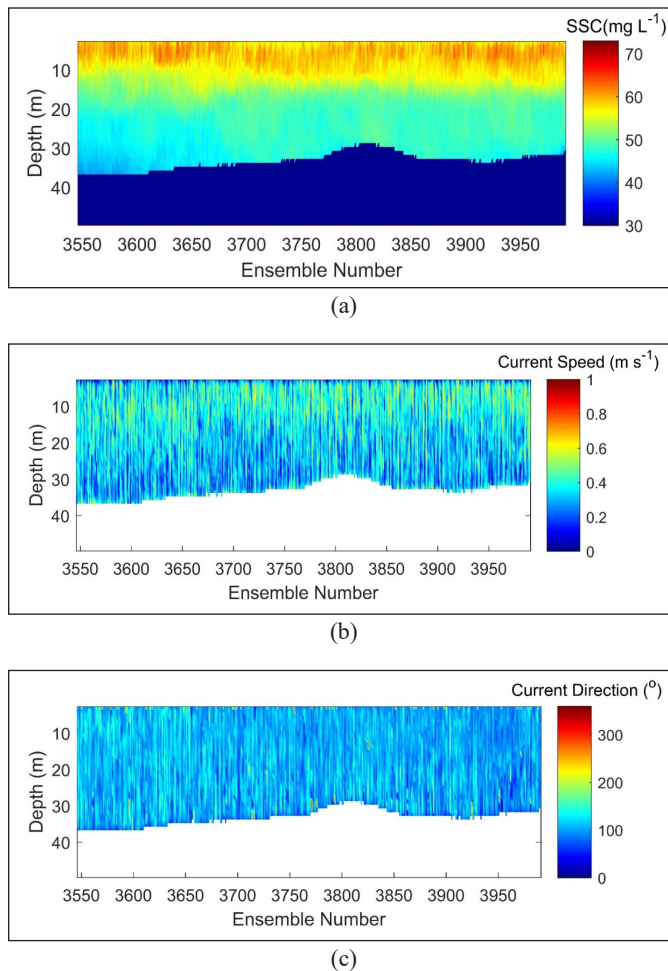 SSC(mg L⁻¹)
70
60
50
40
30
10
20
30
40
Depth (m)
3550 3600 3650 3700 3750 3800 3850 3900 3950
Ensemble Number
(a)
Current Speed (m s⁻¹)
1
0.8
0.6
0.4
0.2
0
10
20
30
40
Depth (m)
3550 3600 3650 3700 3750 3800 3850 3900 3950
Ensemble Number
(b)
Current Direction (°)
300
200
100
0
10
20
30
40
Depth (m)
3550 3600 3650 3700 3750 3800 3850 3900 3950
Ensemble Number
(c)